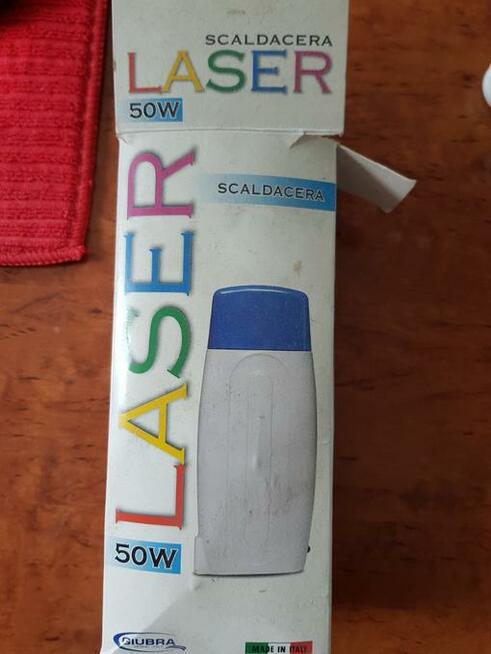 SCALDACERA
LASER
50W
LASER
SCALDACERA
50W
GIUBRA
MADE IN ITALY